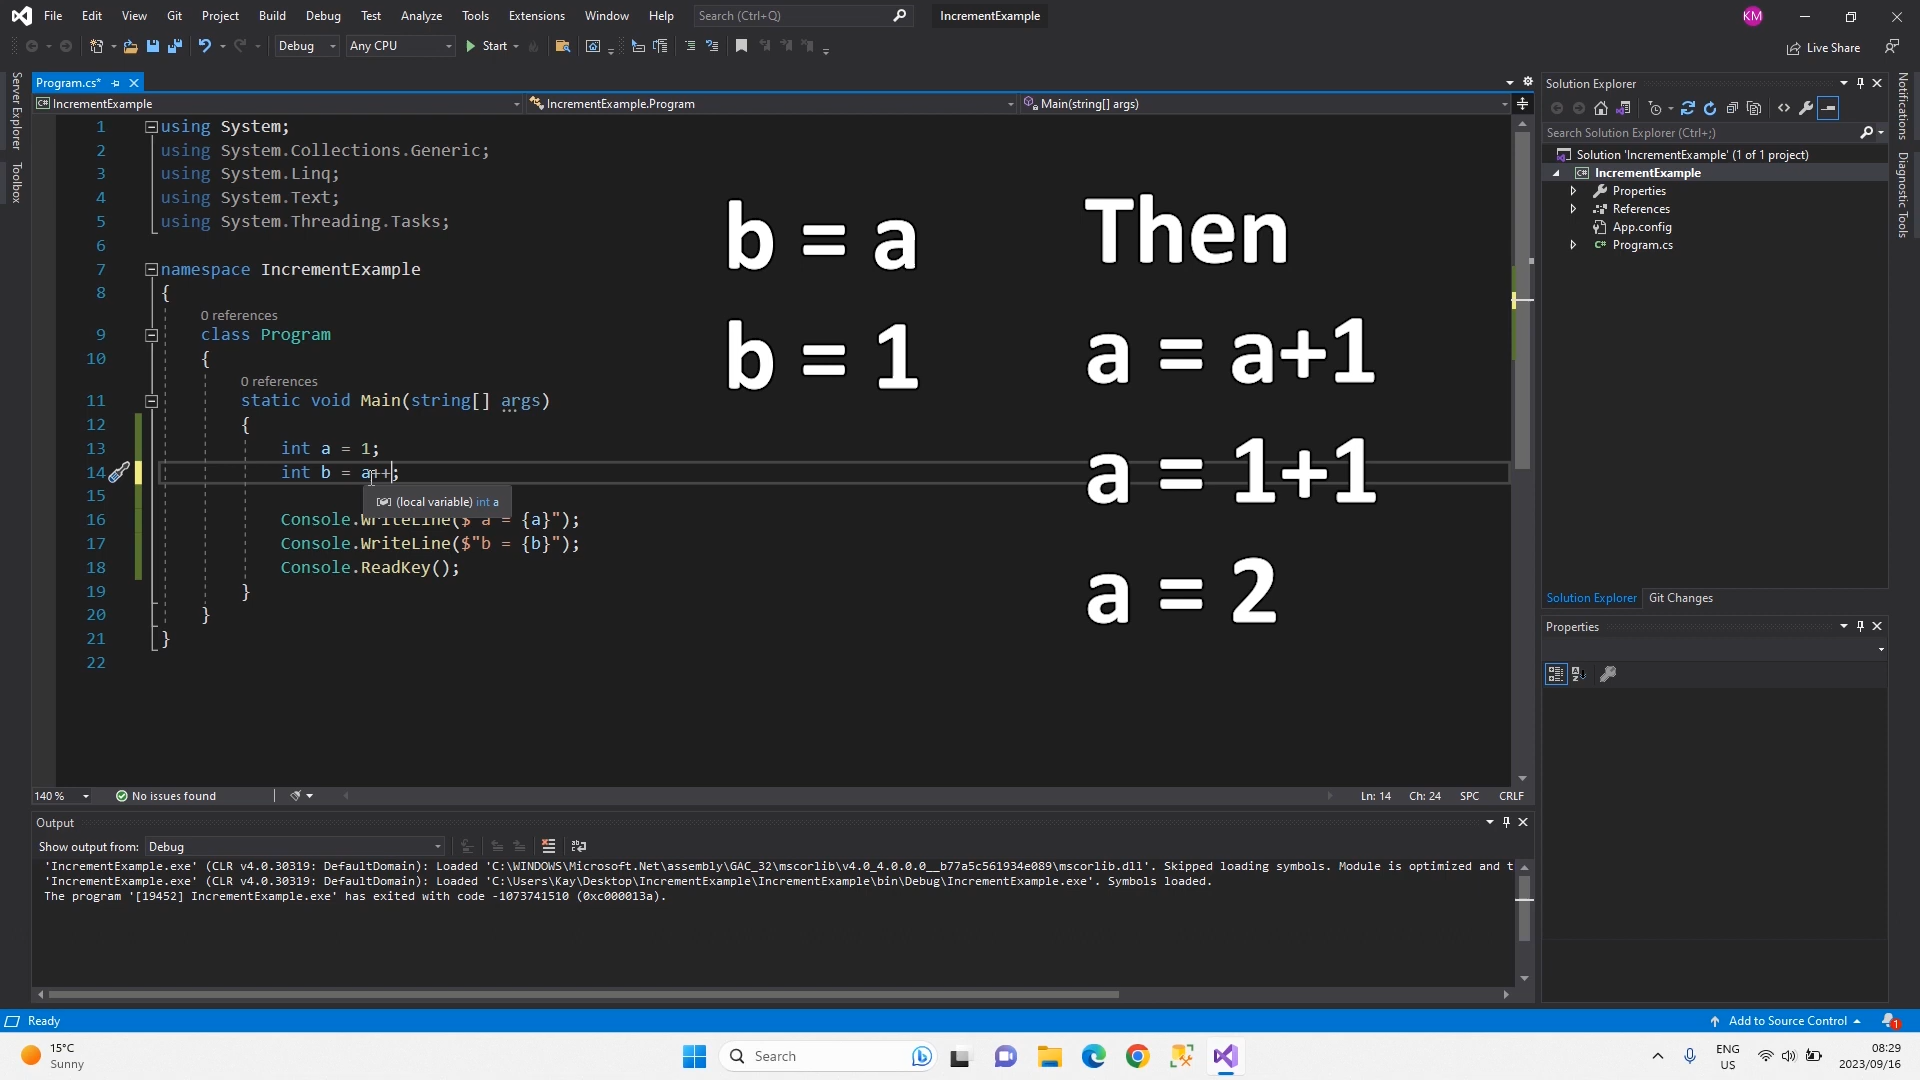 File Edit View Git Project Build Debug Test Analyze Tools Extensions Window Help Search (Ctrl+Q) IncrementExample KM
Debug Any CPU Start Live Share
Server Explorer
Toolbox
Program.cs*
IncrementExample IncrementExample.Program Main(string[] args)
1 using System;
2 using System.Collections.Generic;
3 using System.Linq;
4 using System.Text;
5 using System.Threading.Tasks;
6
7 namespace IncrementExample
8 {
0 references
9 class Program
10 {
0 references
11 static void Main(string[] args)
12 {
13 int a = 1;
14 int b = a++;
(local variable) int a
15
16 Console.WriteLine($"a = {a}");
17 Console.WriteLine($"b = {b}");
18 Console.ReadKey();
19 }
20 }
21 }
22
b = a
b = 1
Then
a = a+1
a = 1+1
a = 2
140 % No issues found Ln: 14 Ch: 24 SPC CRLF
Output
Show output from: Debug
'IncrementExample.exe' (CLR v4.0.30319: DefaultDomain): Loaded 'C:\WINDOWS\Microsoft.Net\assembly\GAC_32\mscorlib\v4.0_4.0.0.0__b77a5c561934e089\mscorlib.dll'. Skipped loading symbols. Module is optimized and t
'IncrementExample.exe' (CLR v4.0.30319: DefaultDomain): Loaded 'C:\Users\Kay\Desktop\IncrementExample\IncrementExample\bin\Debug\IncrementExample.exe'. Symbols loaded.
The program '[19452] IncrementExample.exe' has exited with code -1073741510 (0xc000013a).
Solution Explorer
Search Solution Explorer (Ctrl+;)
Solution 'IncrementExample' (1 of 1 project)
IncrementExample
Properties
References
App.config
Program.cs
Solution Explorer Git Changes
Properties
Notifications
Diagnostic Tools
Ready Add to Source Control 1
15°C
Sunny
Search
ENG
US
08:29
2023/09/16